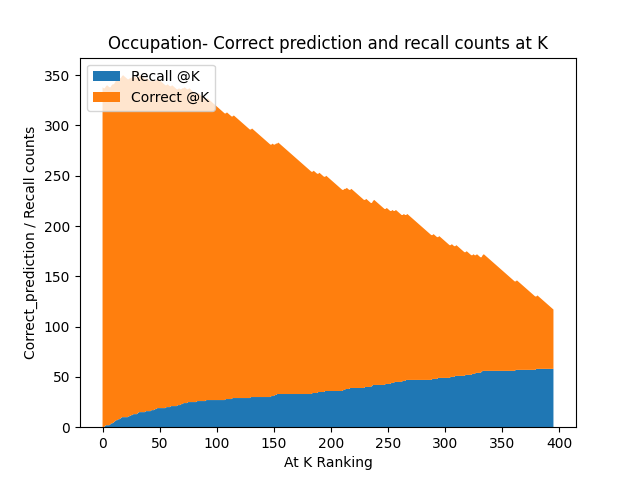 Occupation- Correct prediction and recall counts at K
Recall @K
Correct @K
Correct_prediction / Recall counts
350
300
250
200
150
100
50
0
0 50 100 150 200 250 300 350 400
At K Ranking